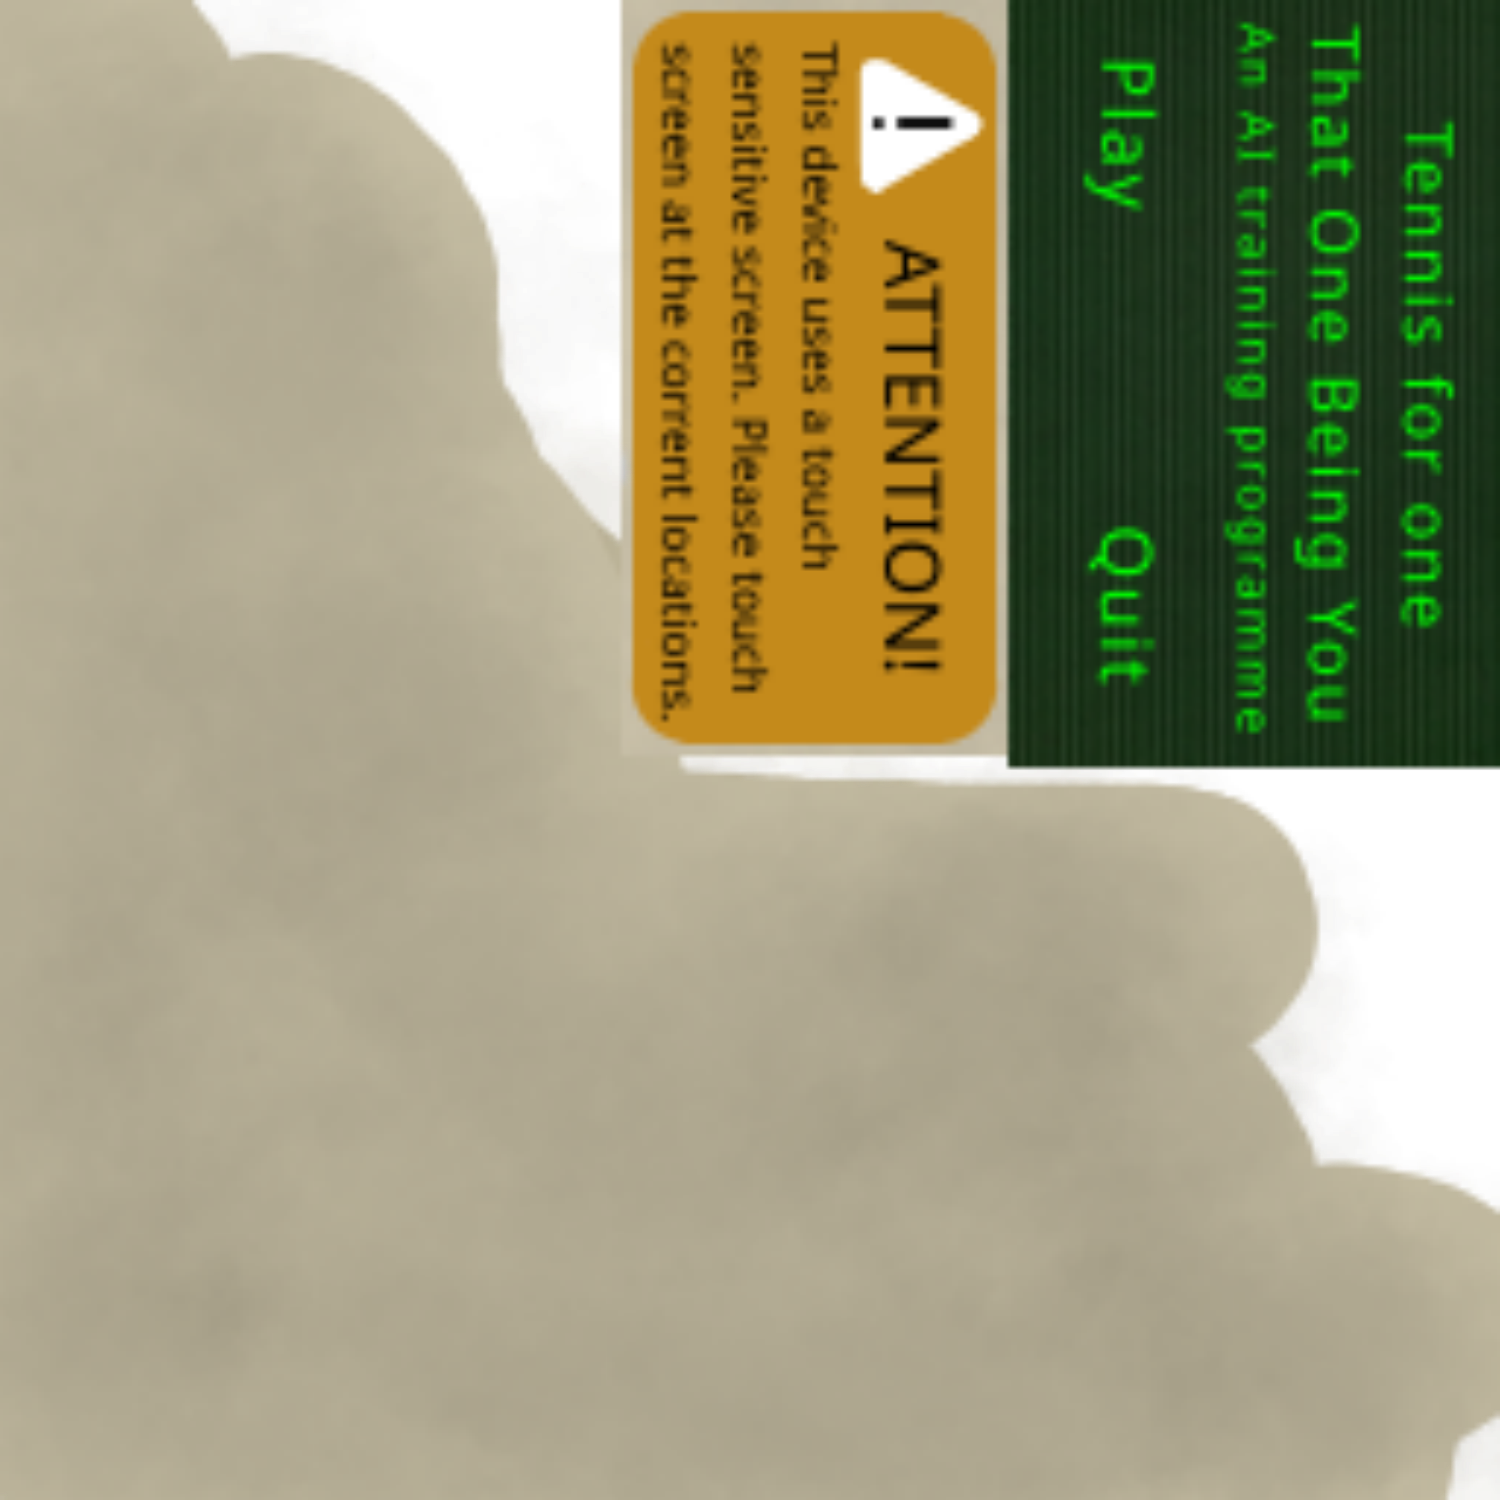 Tennis for one
That One Being You
An AI training programme
Play Quit
ATTENTION!
This device uses a touch
sensitive screen. Please touch
screen at the corrent locations.